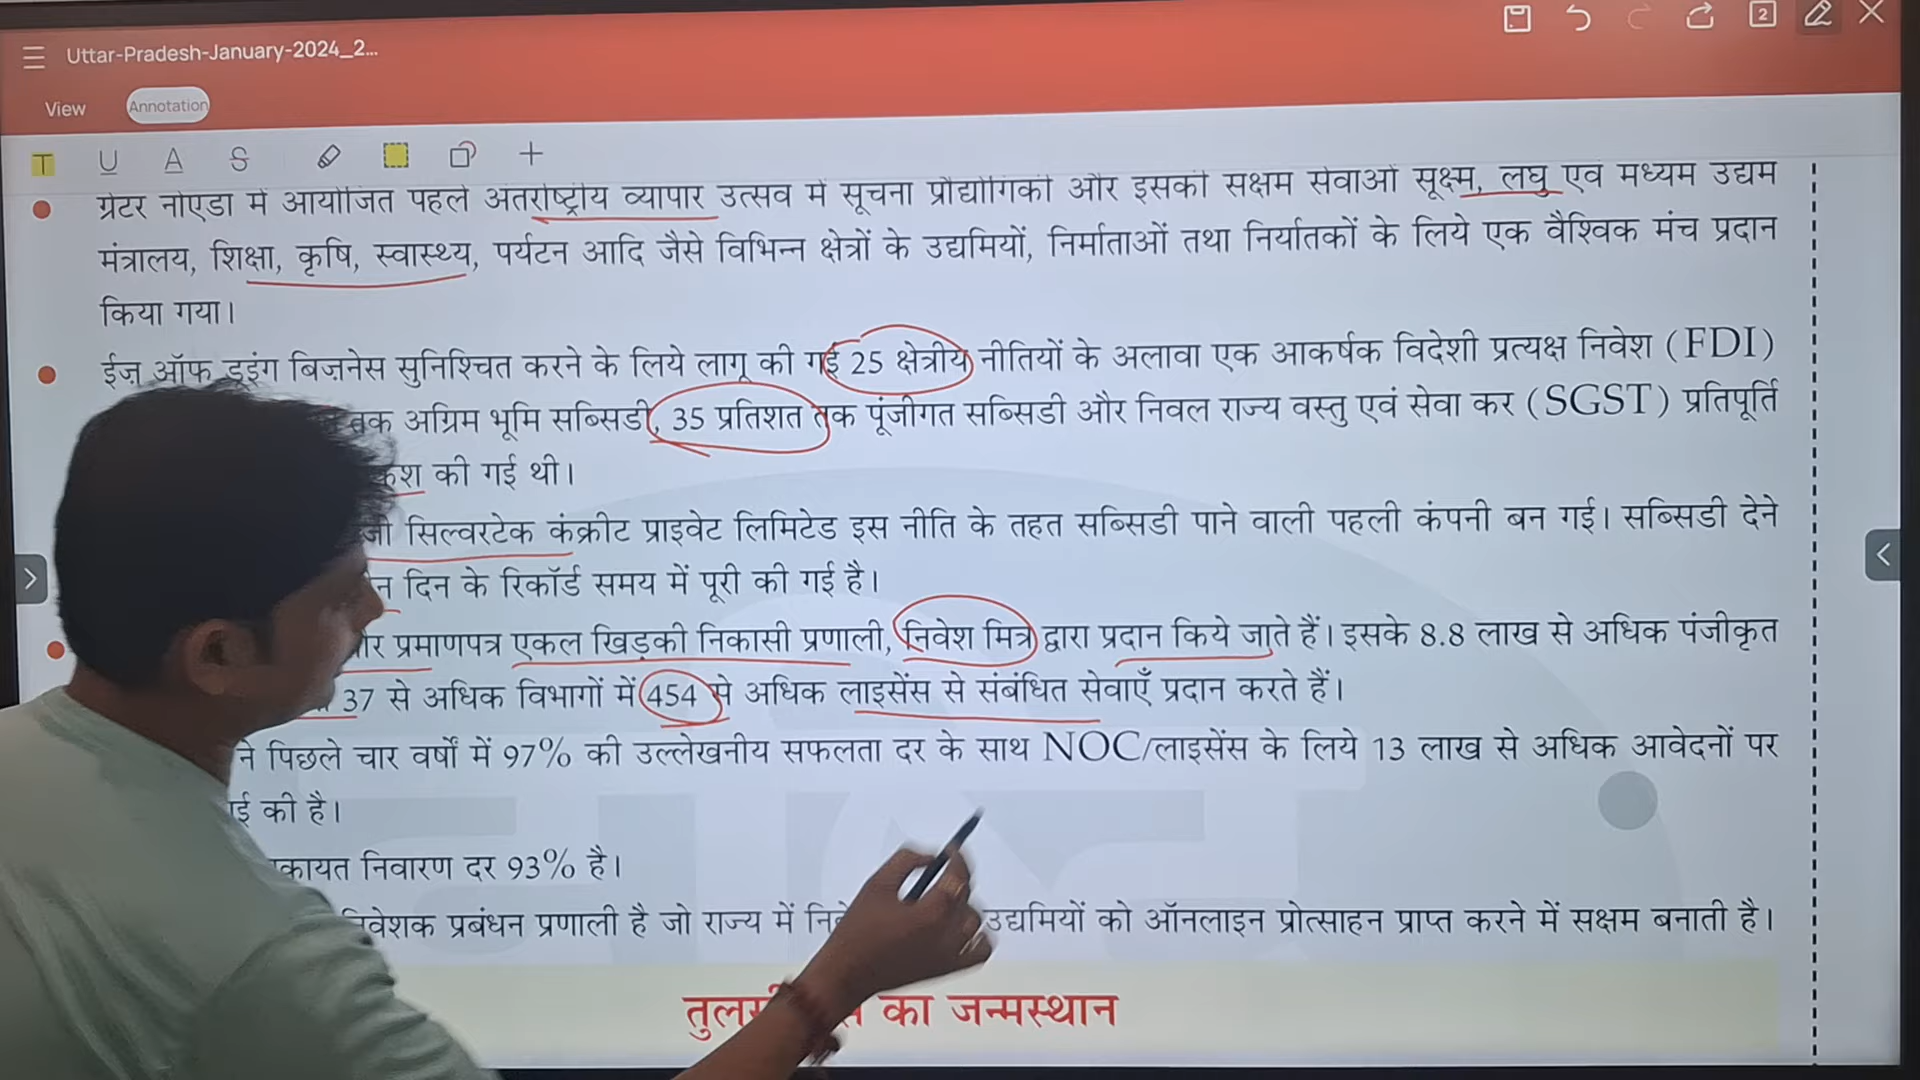 Uttar-Pradesh-January-2024_2...
2
View
Annotation
T U A S
ग्रेटर नोएडा में आयोजित पहले अंतर्राष्ट्रीय व्यापार उत्सव में सूचना प्रौद्योगिकी और इसकी सक्षम सेवाओं सूक्ष्म, लघु एवं मध्यम उद्यम
मंत्रालय, शिक्षा, कृषि, स्वास्थ्य, पर्यटन आदि जैसे विभिन्न क्षेत्रों के उद्यमियों, निर्माताओं तथा निर्यातकों के लिये एक वैश्विक मंच प्रदान
किया गया।
ईज़ ऑफ डूइंग बिज़नेस सुनिश्चित करने के लिये लागू की गई 25 क्षेत्रीय नीतियों के अलावा एक आकर्षक विदेशी प्रत्यक्ष निवेश (FDI)
तक अग्रिम भूमि सब्सिडी, 35 प्रतिशत तक पूंजीगत सब्सिडी और निवल राज्य वस्तु एवं सेवा कर (SGST) प्रतिपूर्ति
की गई थी।
सिल्वरटेक कंक्रीट प्राइवेट लिमिटेड इस नीति के तहत सब्सिडी पाने वाली पहली कंपनी बन गई। सब्सिडी देने
दिन के रिकॉर्ड समय में पूरी की गई है।
प्रमाणपत्र एकल खिड़की निकासी प्रणाली, निवेश मित्र द्वारा प्रदान किये जाते हैं। इसके 8.8 लाख से अधिक पंजीकृत
37 से अधिक विभागों में 454 से अधिक लाइसेंस से संबंधित सेवाएँ प्रदान करते हैं।
ने पिछले चार वर्षों में 97% की उल्लेखनीय सफलता दर के साथ NOC/लाइसेंस के लिये 13 लाख से अधिक आवेदनों पर
की है।
निवारण दर 93% है।
प्रबंधन प्रणाली है जो राज्य में उद्यमियों को ऑनलाइन प्रोत्साहन प्राप्त करने में सक्षम बनाती है।
का जन्मस्थान